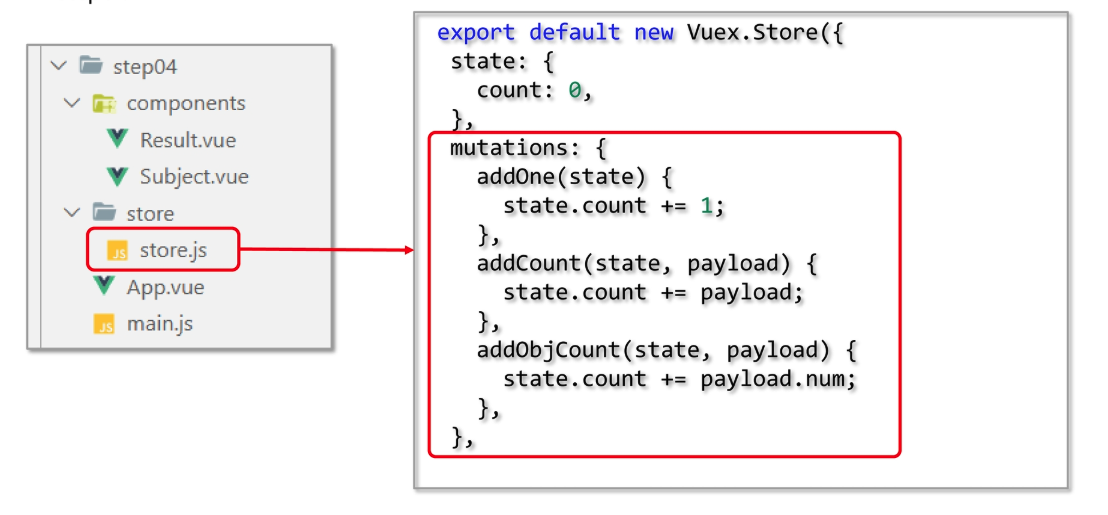 step04
components
Result.vue
Subject.vue
store
store.js
App.vue
main.js
export default new Vuex.Store({
state: {
count: 0,
},
mutations: {
addOne(state) {
state.count += 1;
},
addCount(state, payload) {
state.count += payload;
},
addObjCount(state, payload) {
state.count += payload.num;
},
},